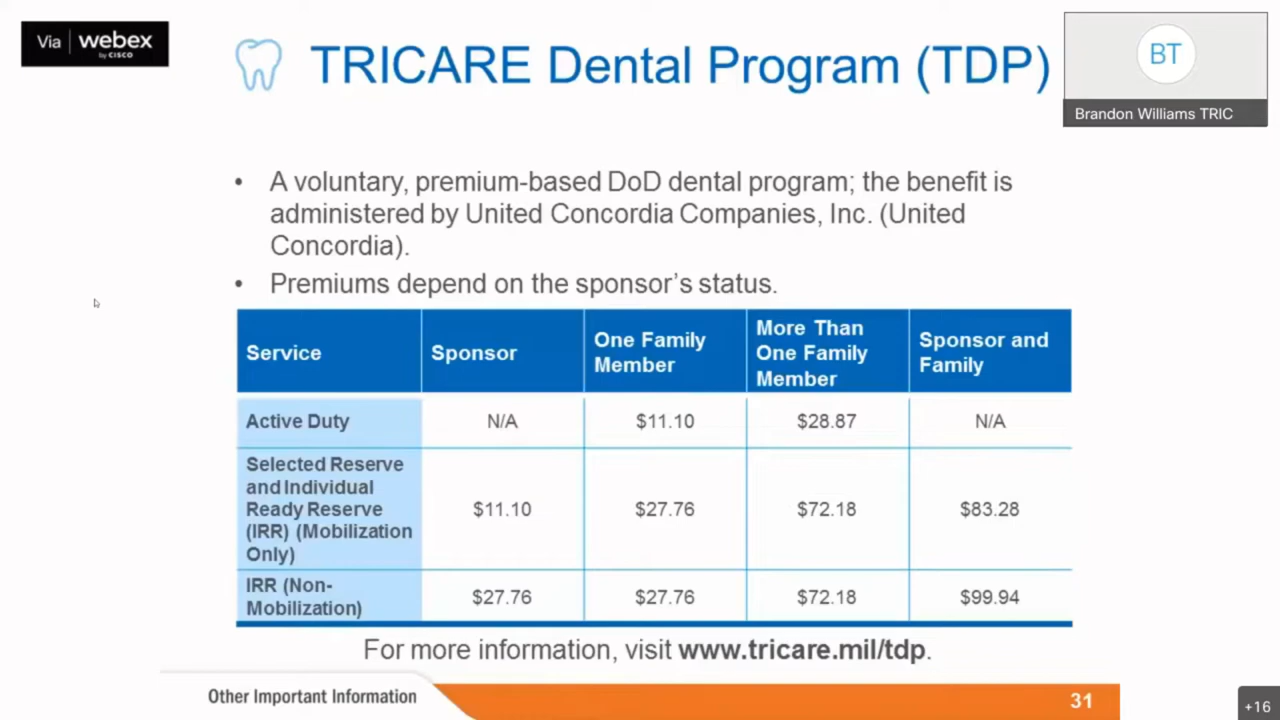 Via webex
by CISCO
TRICARE Dental Program (TDP)
BT
Brandon Williams TRIC
• A voluntary, premium-based DoD dental program; the benefit is
administered by United Concordia Companies, Inc. (United
Concordia).
• Premiums depend on the sponsor's status.
Service
Sponsor
One Family
Member
More Than
One Family
Member
Sponsor and
Family
Active Duty
N/A
$11.10
$28.87
N/A
Selected Reserve
and Individual
Ready Reserve
(IRR) (Mobilization
Only)
$11.10
$27.76
$72.18
$83.28
IRR (Non-
Mobilization)
$27.76
$27.76
$72.18
$99.94
For more information, visit www.tricare.mil/tdp.
Other Important Information
31
+16